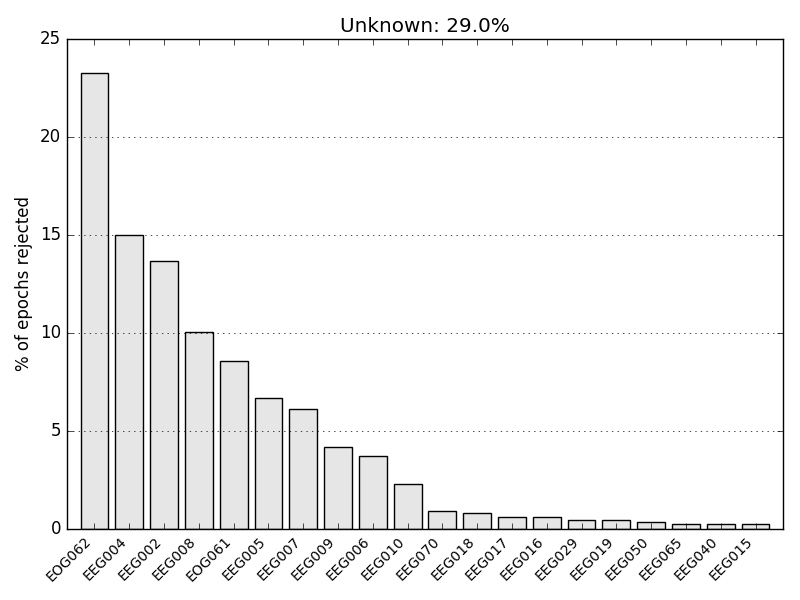 Unknown: 29.0%
25
20
15
10
5
0
% of epochs rejected
EOG062
EEG004
EEG002
EEG008
EOG061
EEG005
EEG007
EEG009
EEG006
EEG010
EEG070
EEG018
EEG017
EEG016
EEG029
EEG019
EEG050
EEG065
EEG040
EEG015